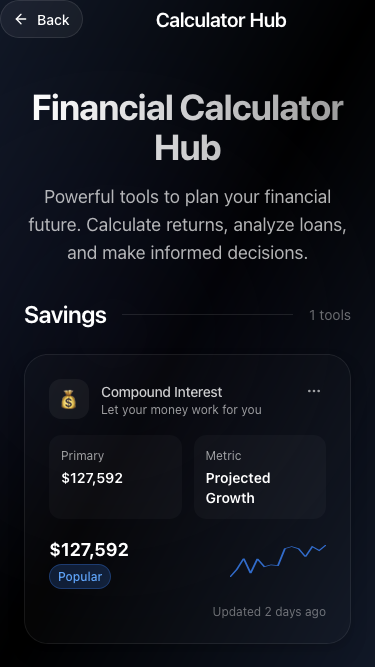 Back
Calculator Hub
Financial Calculator
Hub
Powerful tools to plan your financial
future. Calculate returns, analyze loans,
and make informed decisions.
Savings
1 tools
Compound Interest
Let your money work for you
Primary
$127,592
Metric
Projected
Growth
$127,592
Popular
Updated 2 days ago